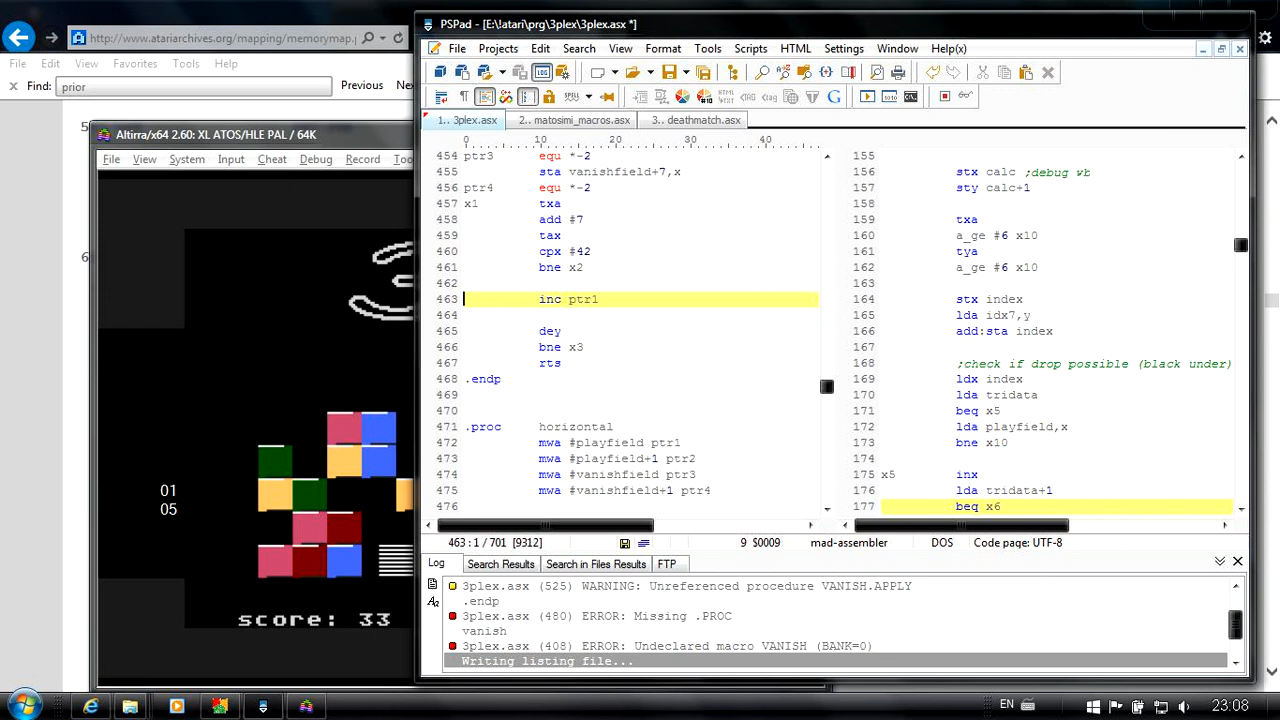 http://www.atariarchives.org/mapping/memorymap.
File Edit View Favorites Tools Help
Find: prior Previous
Altirra/x64 2.60: XL ATOS/HLE PAL / 64K
File View System Input Cheat Debug Record
01
05
score: 33
PSPad - [E:\!atari\prg\3plex\3plex.asx *]
File Projects Edit Search View Format Tools Scripts HTML Settings Window Help(x)
1.. 3plex.asx 2.. matosimi_macros.asx 3.. deathmatch.asx
0 10 20 30 40
454 ptr3 equ *-2
455 sta vanishfield+7,x
456 ptr4 equ *-2
457 x1 txa
458 add #7
459 tax
460 cpx #42
461 bne x2
462
463 inc ptr1
464
465 dey
466 bne x3
467 rts
468 .endp
469
470
471 .proc horizontal
472 mwa #playfield ptr1
473 mwa #playfield+1 ptr2
474 mwa #vanishfield ptr3
475 mwa #vanishfield+1 ptr4
476
155
156 stx calc ;debug vb
157 sty calc+1
158
159 txa
160 a_ge #6 x10
161 tya
162 a_ge #6 x10
163
164 stx index
165 lda idx7,y
166 add:sta index
167
168 ;check if drop possible (black under)
169 ldx index
170 lda tridata
171 beq x5
172 lda playfield,x
173 bne x10
174
175 x5 inx
176 lda tridata+1
177 beq x6
463 : 1 / 701 [9312] 9 $0009 mad-assembler DOS Code page: UTF-8
Log Search Results Search in Files Results FTP
3plex.asx (525) WARNING: Unreferenced procedure VANISH.APPLY
.endp
3plex.asx (480) ERROR: Missing .PROC
vanish
3plex.asx (408) ERROR: Undeclared macro VANISH (BANK=0)
Writing listing file...
EN 23:08